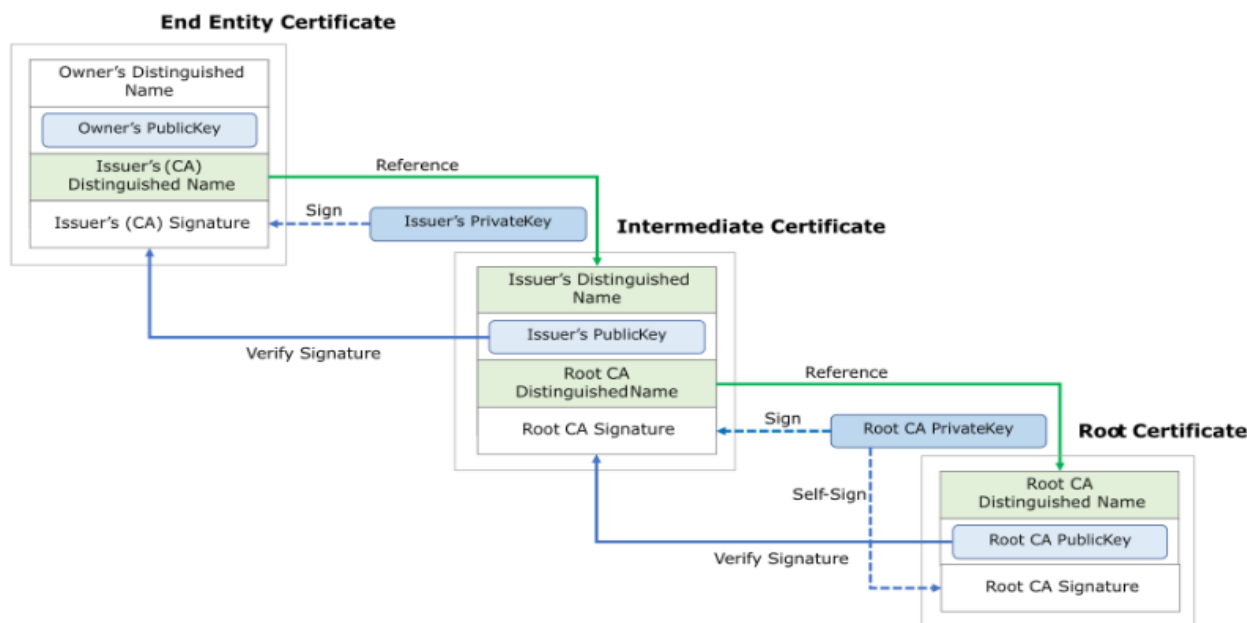 End Entity Certificate
Owner's Distinguished
Name
Owner's PublicKey
Issuer's (CA)
Distinguished Name
Issuer's (CA) Signature
Reference
Sign
Issuer's PrivateKey
Verify Signature
Intermediate Certificate
Issuer's Distinguished
Name
Issuer's PublicKey
Root CA
Distinguished Name
Root CA Signature
Reference
Sign
Root CA PrivateKey
Self-Sign
Verify Signature
Root Certificate
Root CA
Distinguished Name
Root CA PublicKey
Root CA Signature